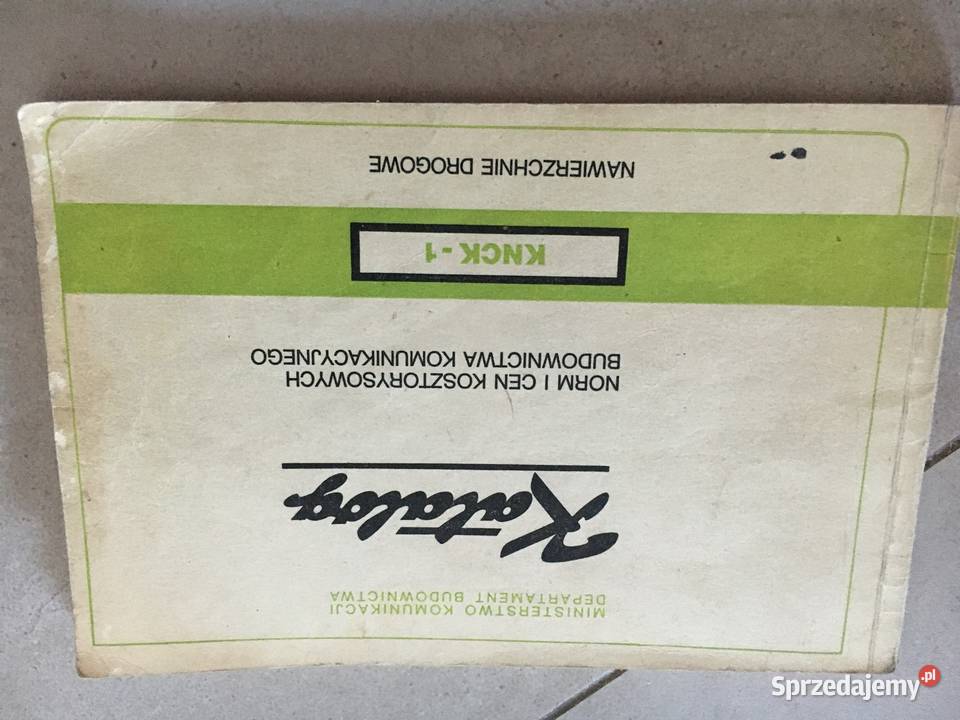 MINISTERSTWO KOMUNIKACJI
DEPARTAMENT BUDOWNICTWA
Katalog
NORM I CEN KOSZTORYSOWYCH
BUDOWNICTWA KOMUNIKACYJNEGO
KNCK-1
NAWIERZCHNIE DROGOWE
Sprzedajemy.pl